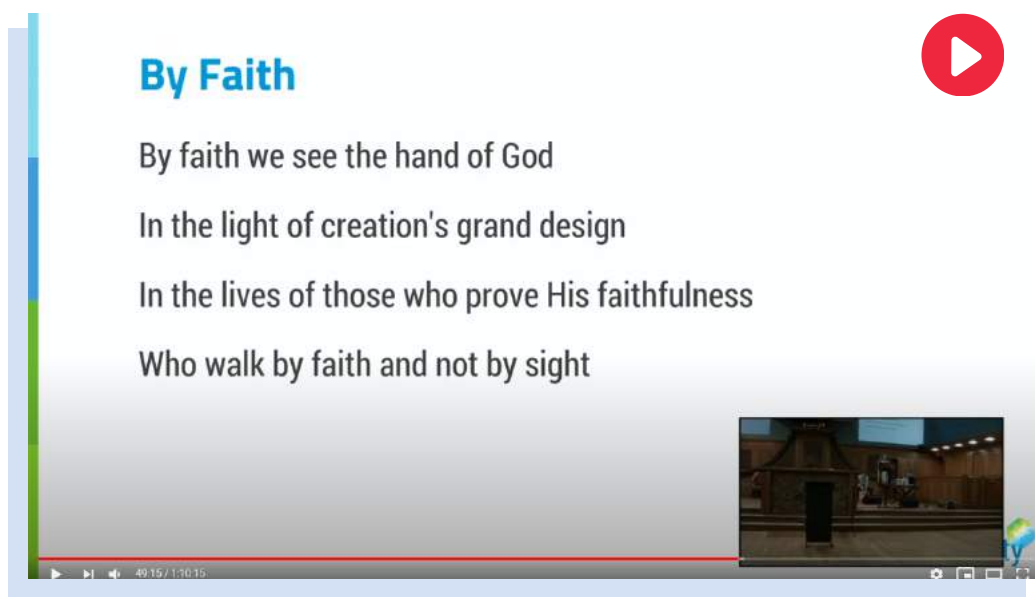 By Faith
By faith we see the hand of God
In the light of creation's grand design
In the lives of those who prove His faithfulness
Who walk by faith and not by sight
ty
49:15 / 1:10:15